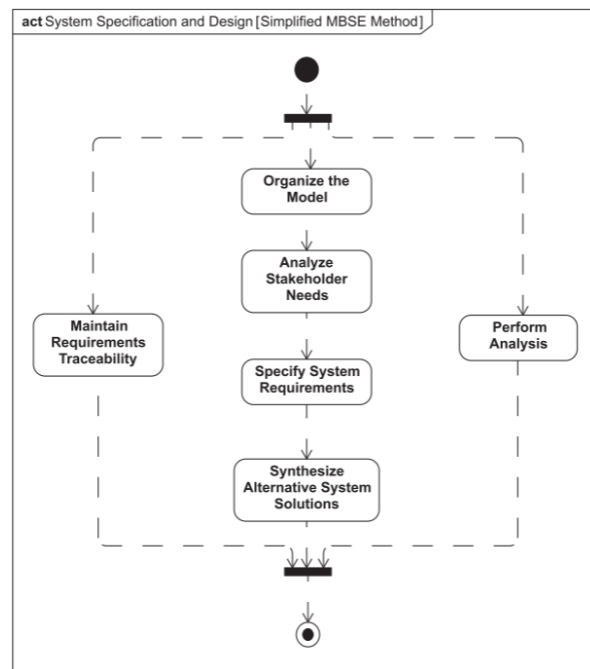 act System Specification and Design [Simplified MBSE Method]
Organize the
Model
Analyze
Stakeholder
Needs
Maintain
Requirements
Traceability
Perform
Analysis
Specify System
Requirements
Synthesize
Alternative System
Solutions